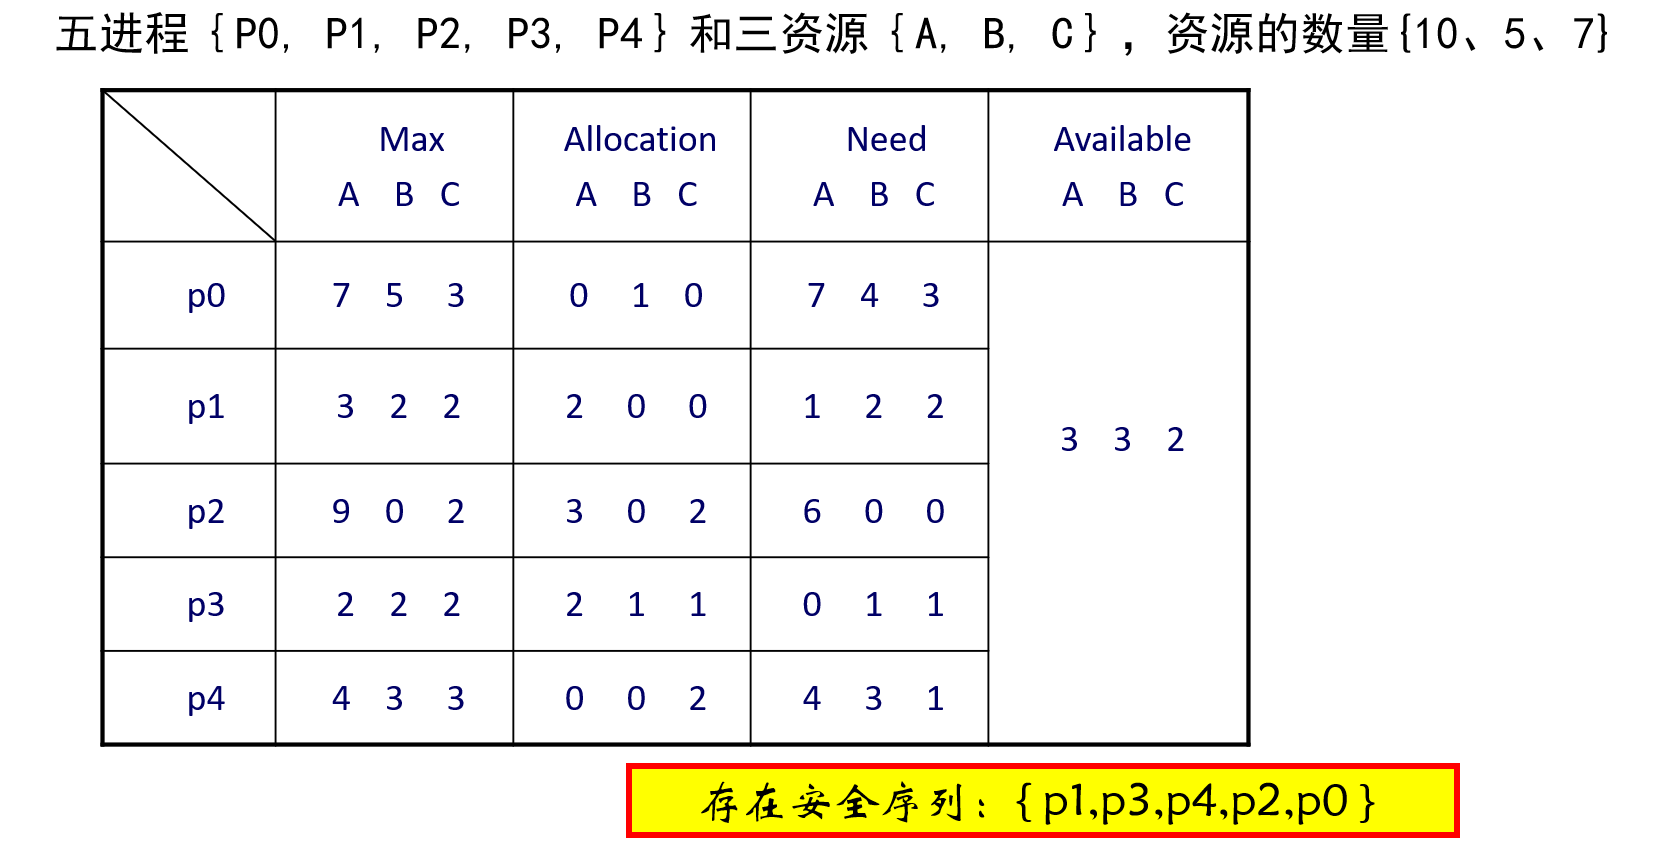 五进程{P0, P1, P2, P3, P4}和三资源{A, B, C}，资源的数量{10、5、7}
Max Allocation Need Available
A B C A B C A B C A B C
p0 7 5 3 0 1 0 7 4 3
p1 3 2 2 2 0 0 1 2 2
3 3 2
p2 9 0 2 3 0 2 6 0 0
p3 2 2 2 2 1 1 0 1 1
p4 4 3 3 0 0 2 4 3 1
存在安全序列：{p1,p3,p4,p2,p0}